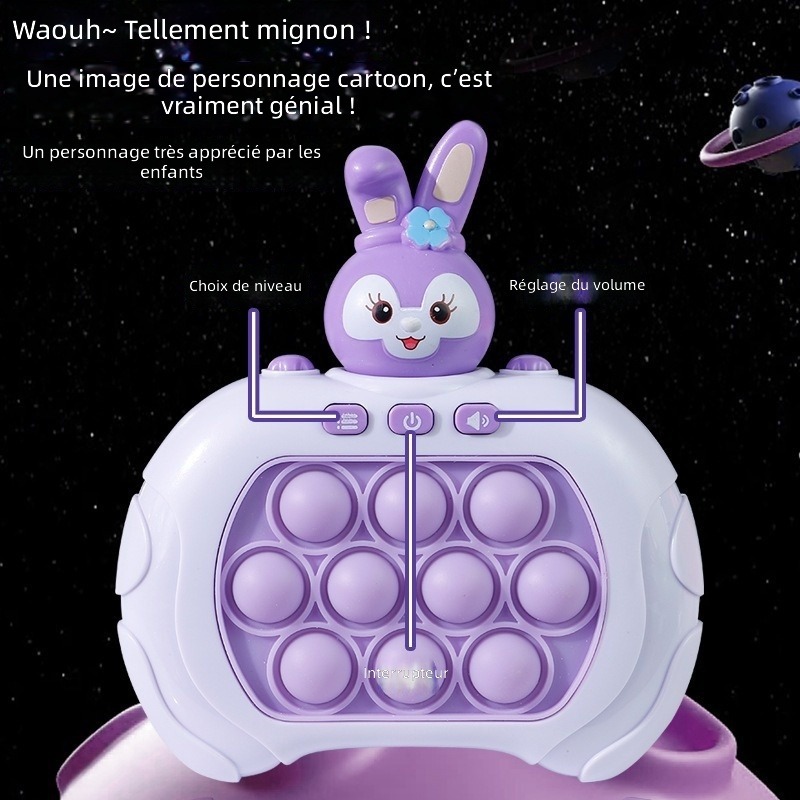 Waouh~ Tellement mignon !
Une image de personnage cartoon, c’est
vraiment génial !
Un personnage très apprécié par les
enfants
Choix de niveau
Réglage du volume
Interrupteur